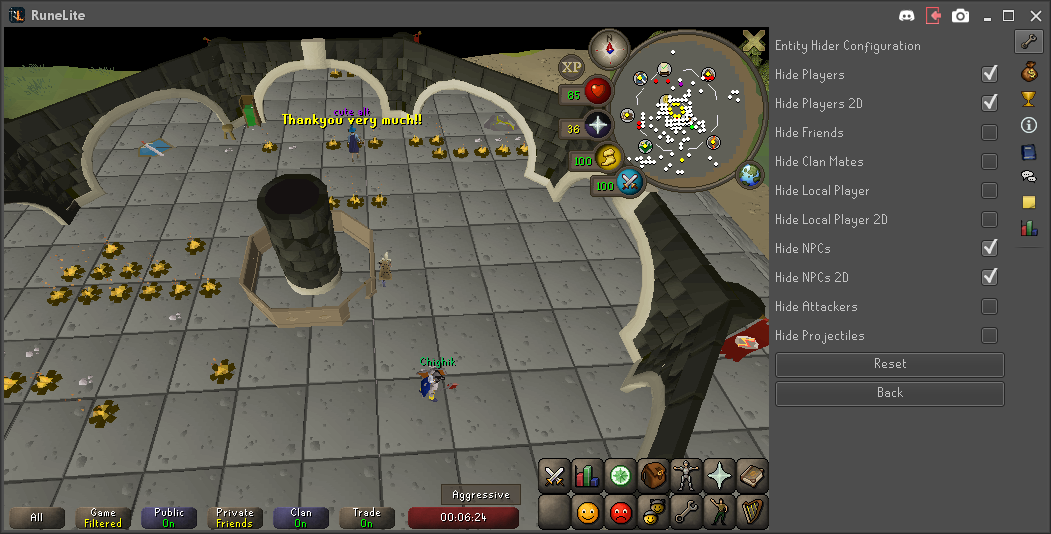 RuneLite
N
XP
85
36
100
100
cute alt
Thankyou very much!!
Chighik
Aggressive
All
Game
Filtered
Public
On
Private
Friends
Clan
On
Trade
On
00:06:24
Entity Hider Configuration
Hide Players
Hide Players 2D
Hide Friends
Hide Clan Mates
Hide Local Player
Hide Local Player 2D
Hide NPCs
Hide NPCs 2D
Hide Attackers
Hide Projectiles
Reset
Back